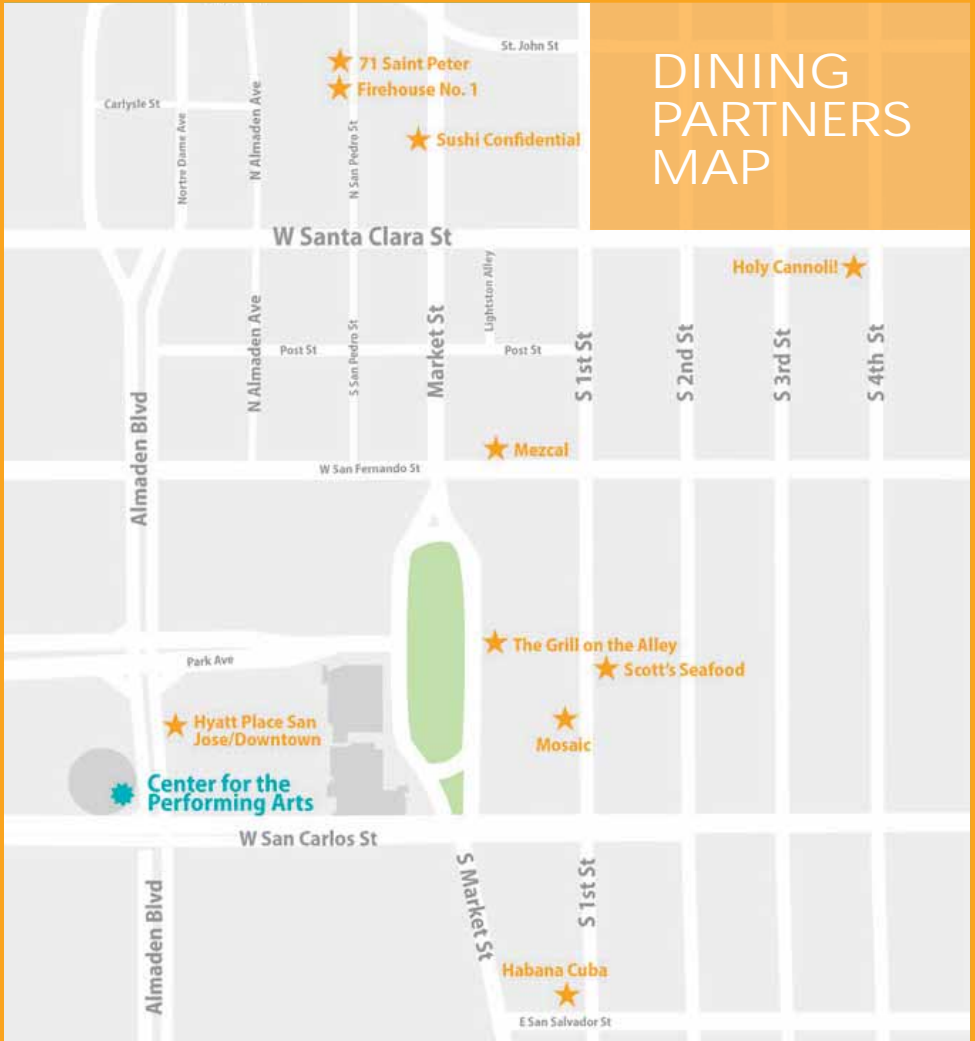 St. John St
DINING
PARTNERS
MAP
71 Saint Peter
Firehouse No. 1
Carlysle St
Nortre Dame Ave
N Almaden Ave
N San Pedro St
Sushi Confidential
W Santa Clara St
Holy Cannoli!
Lightston Alley
N Almaden Ave
Post St
S San Pedro St
Market St
Post St
S 1st St
S 2nd St
S 3rd St
S 4th St
Almaden Blvd
Mezcal
W San Fernando St
The Grill on the Alley
Park Ave
Scott's Seafood
Hyatt Place San
Jose/Downtown
Mosaic
Center for the
Performing Arts
W San Carlos St
S Market St
S 1st St
Almaden Blvd
Habana Cuba
E San Salvador St